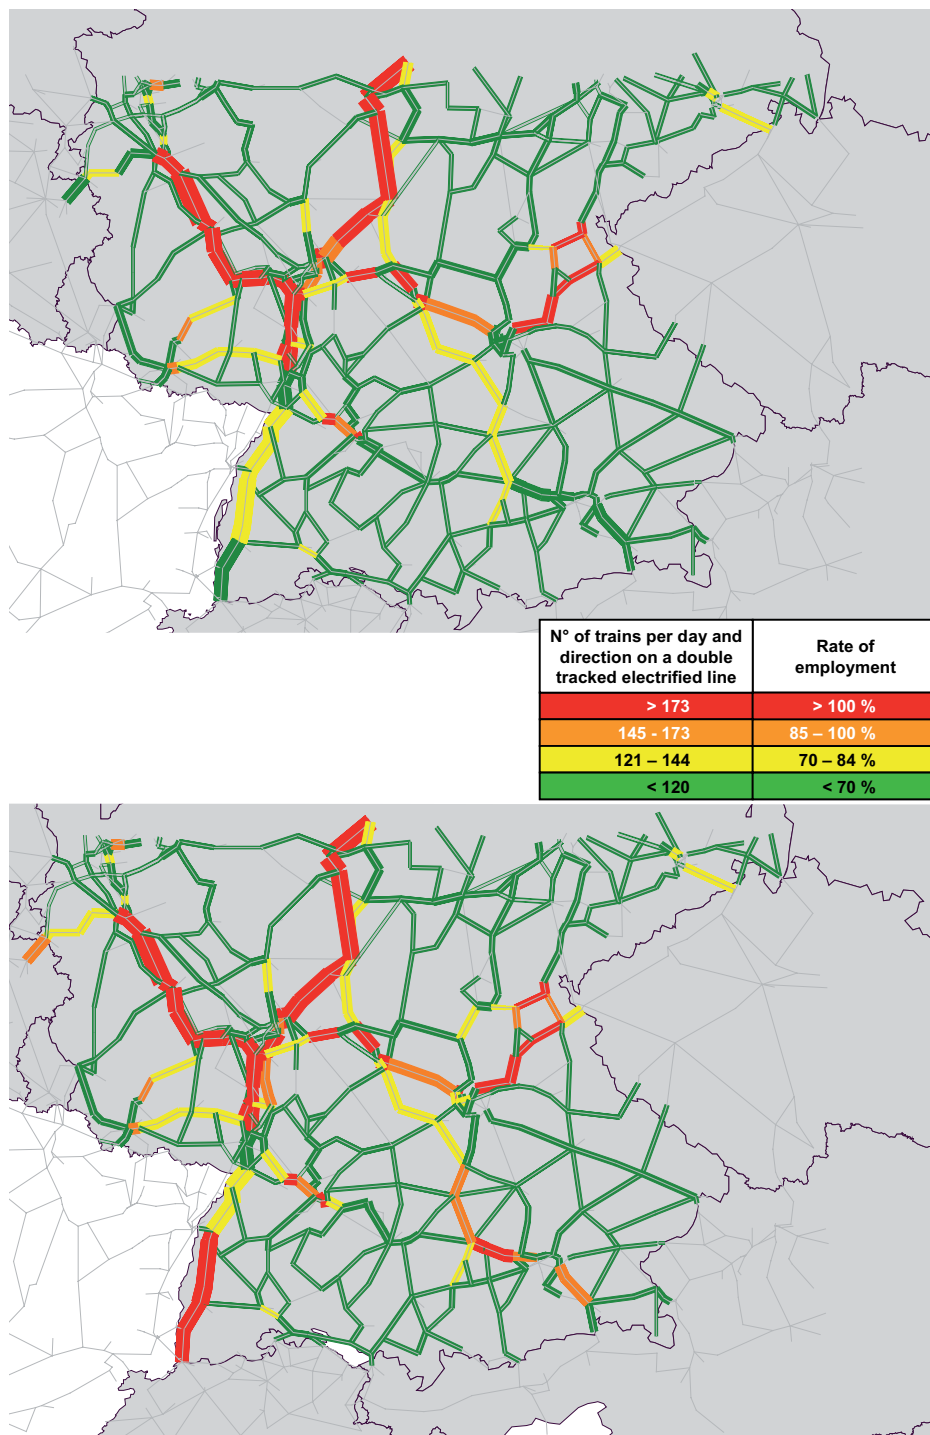 N° of trains per day and
direction on a double
tracked electrified line
Rate of
employment
> 173 > 100 %
145 - 173 85 – 100 %
121 – 144 70 – 84 %
< 120 < 70 %